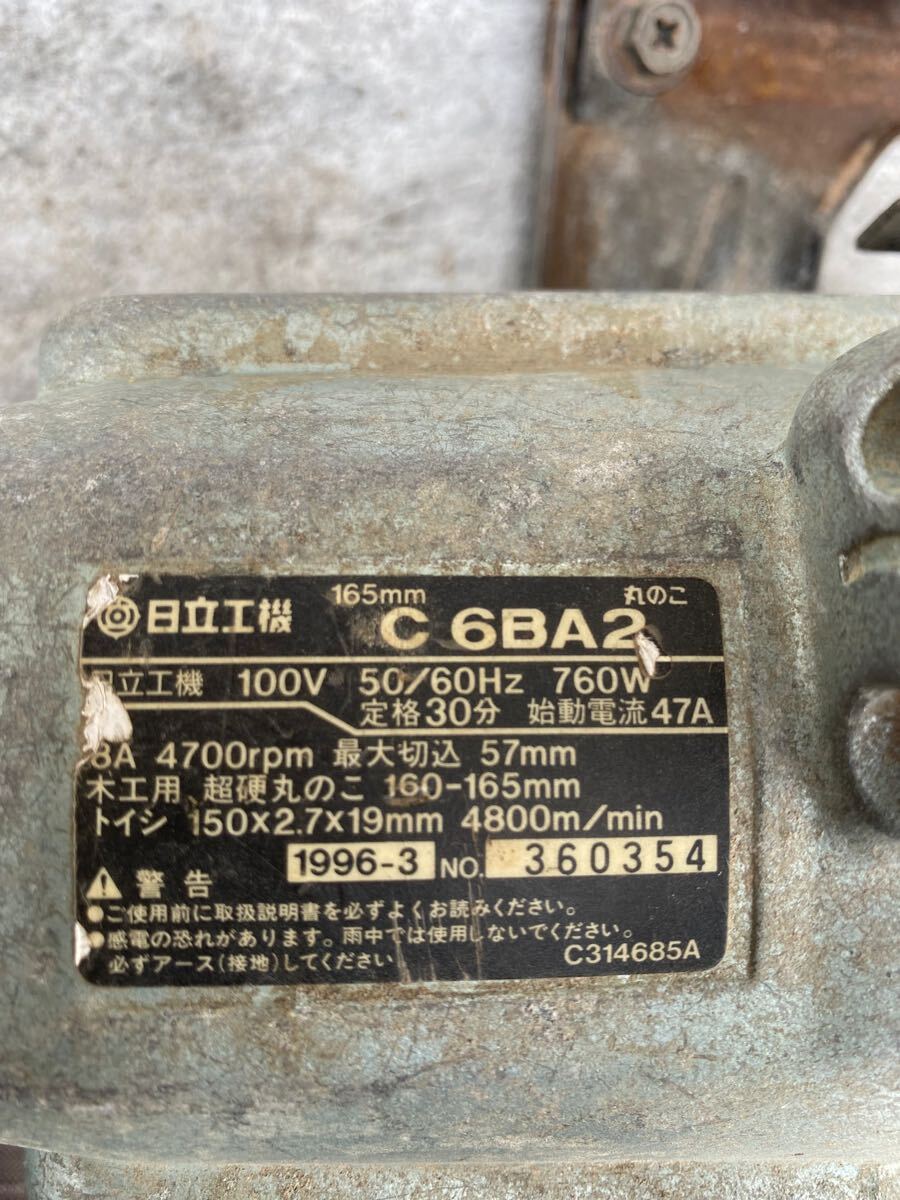 165mm 丸のこ
日立工機 C 6BA2
日立工機 100V 50/60Hz 760W
定格30分 始動電流47A
8A 4700rpm 最大切込 57mm
木工用 超硬丸のこ 160-165mm
トイシ 150×2.7×19mm 4800m/min
1996-3 NO. 360354
警告
●ご使用前に取扱説明書を必ずよくお読みください。
●感電の恐れがあります。雨中では使用しないでください。
必ずアース(接地)してください C314685A